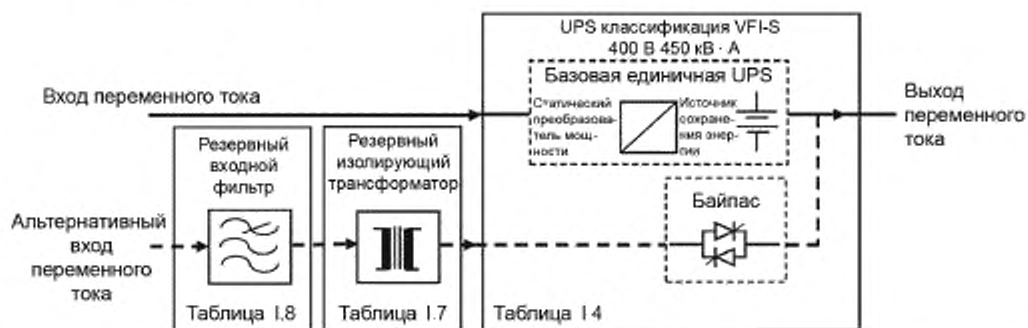 UPS классификация VFI-S
400 В 450 кВ · А
Базовая единичная UPS
Статический
преобразова-
тель мощ-
ности
Источник
сохране-
ния энер-
гии
Вход переменного тока
Выход
переменного
тока
Резервный
входной
фильтр
Резервный
изолирующий
трансформатор
Байпас
Альтернативный
вход
переменного
тока
Таблица I.8
Таблица I.7
Таблица I 4